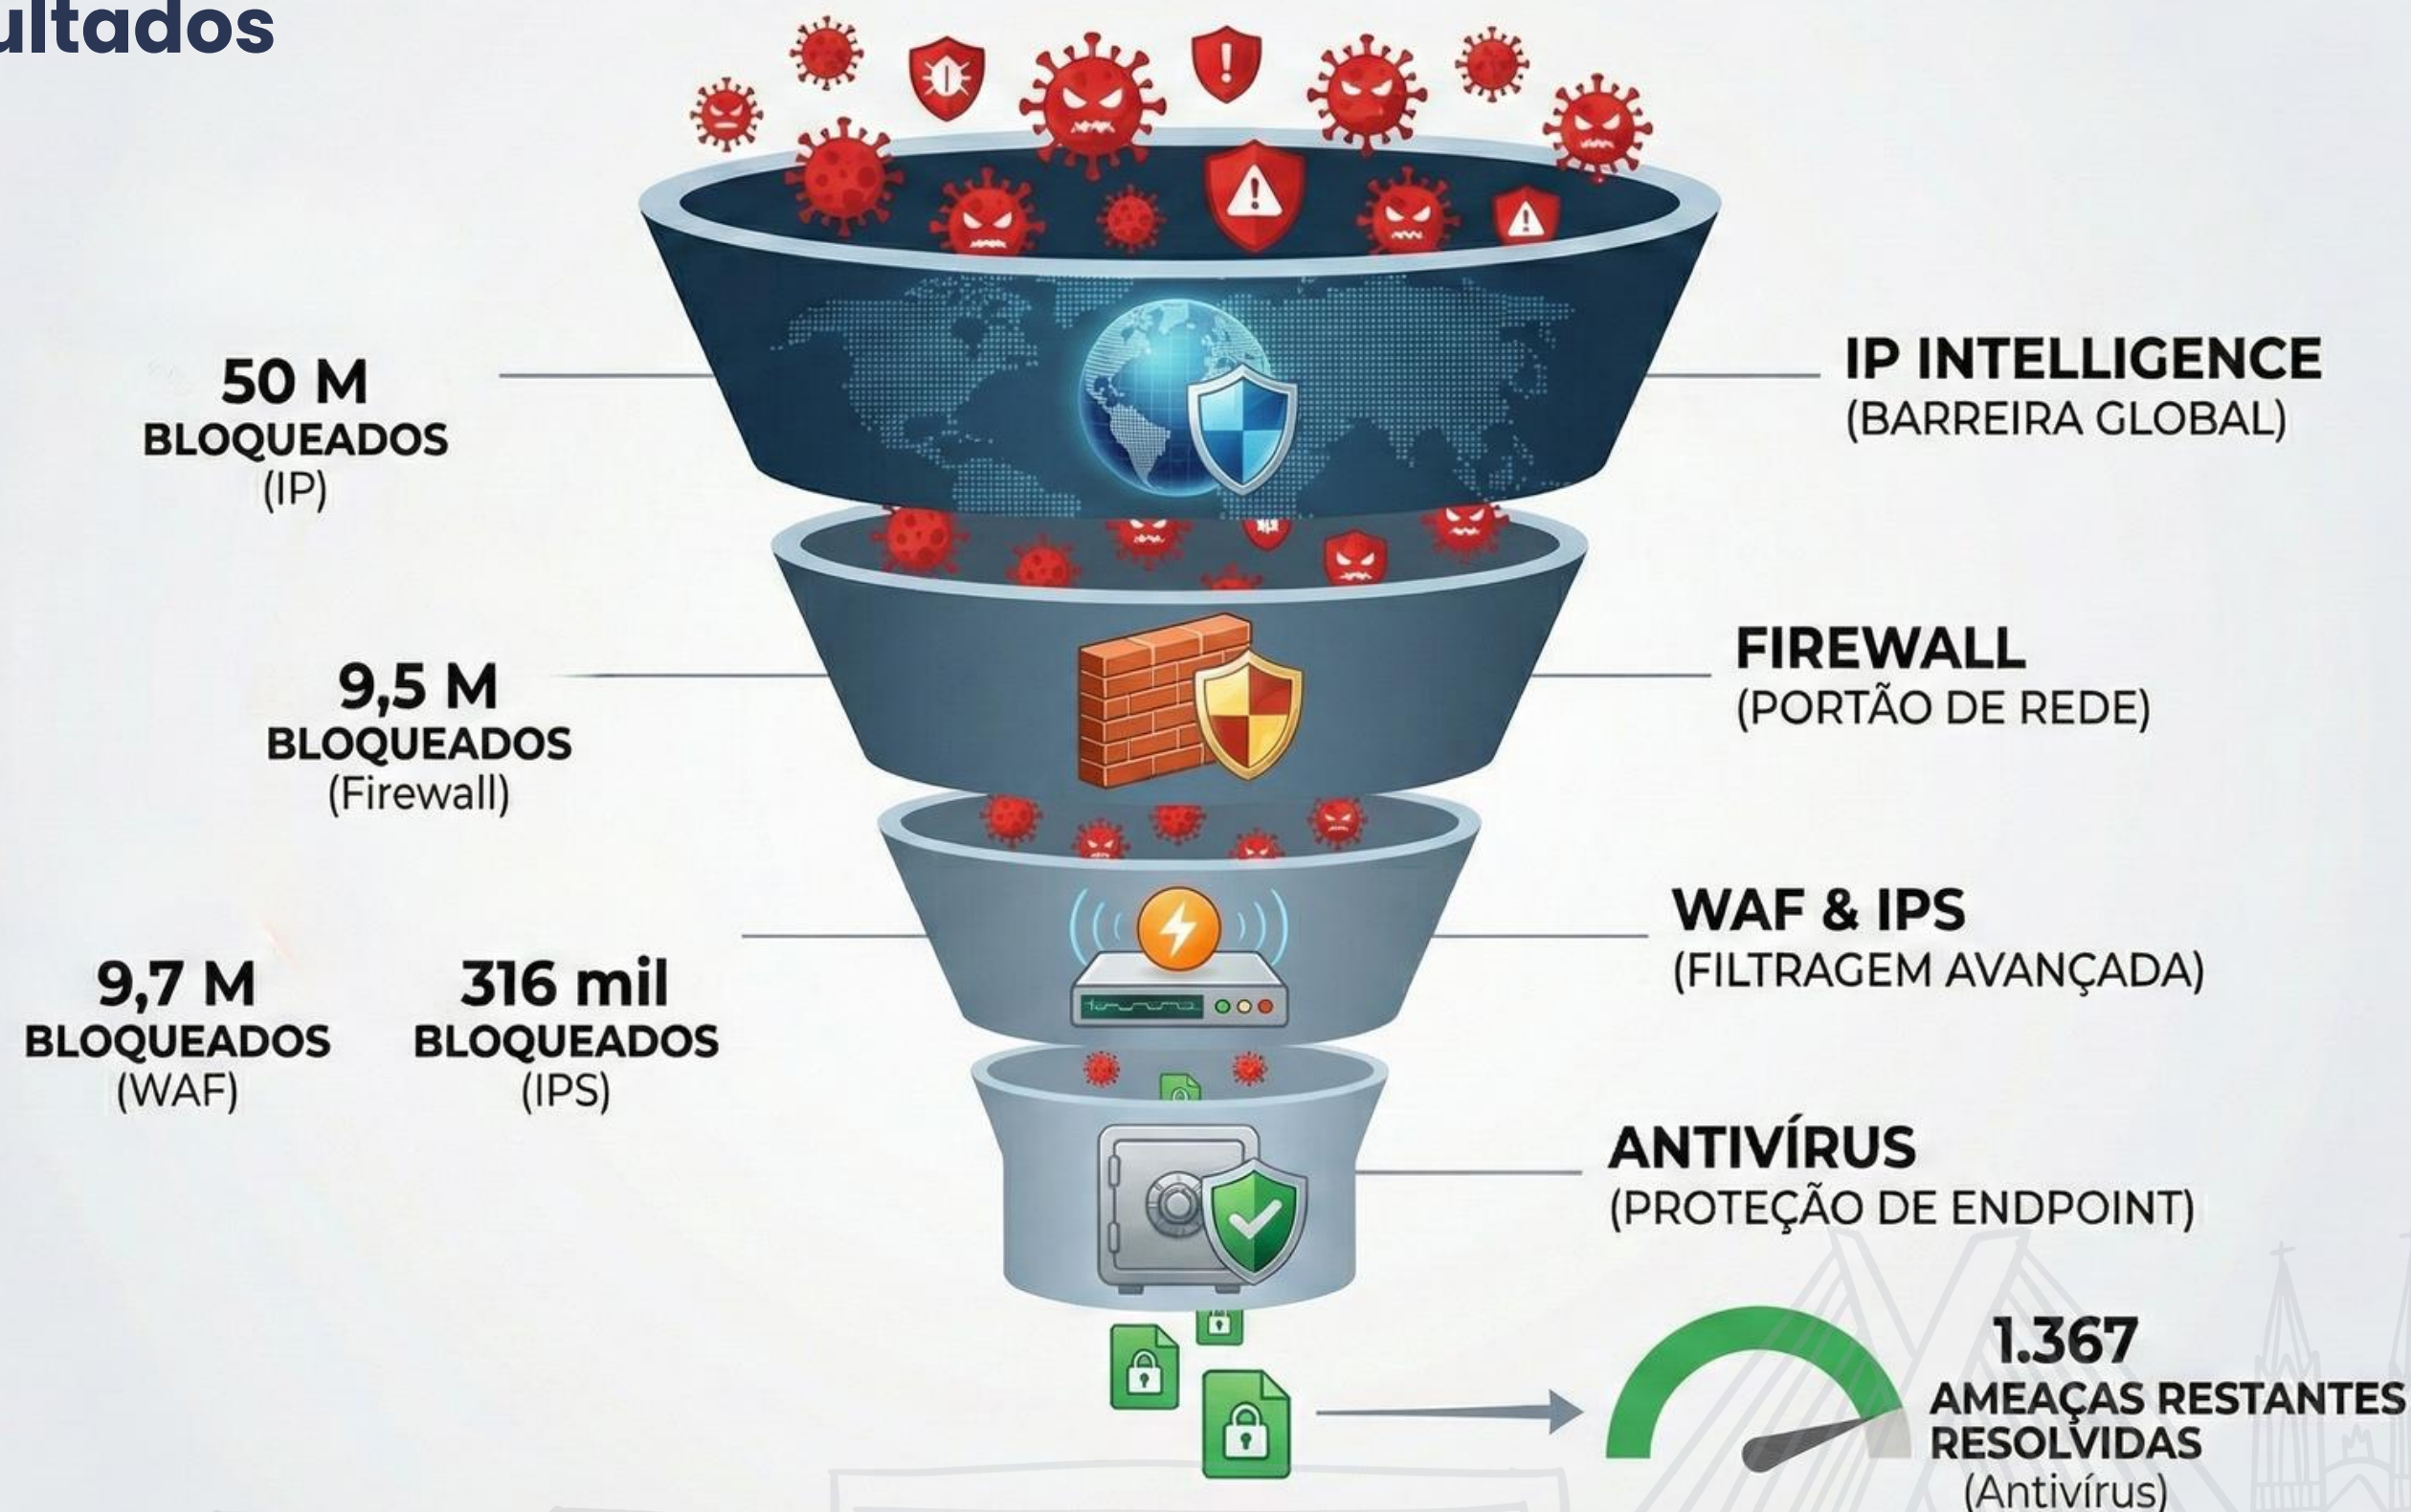 ultados
50 M
BLOQUEADOS
(IP)
IP INTELLIGENCE
(BARREIRA GLOBAL)
9,5 M
BLOQUEADOS
(Firewall)
FIREWALL
(PORTÃO DE REDE)
9,7 M
BLOQUEADOS
(WAF)
316 mil
BLOQUEADOS
(IPS)
WAF & IPS
(FILTRAGEM AVANÇADA)
ANTIVÍRUS
(PROTEÇÃO DE ENDPOINT)
1.367
AMEAÇAS RESTANTES
RESOLVIDAS
(Antivírus)